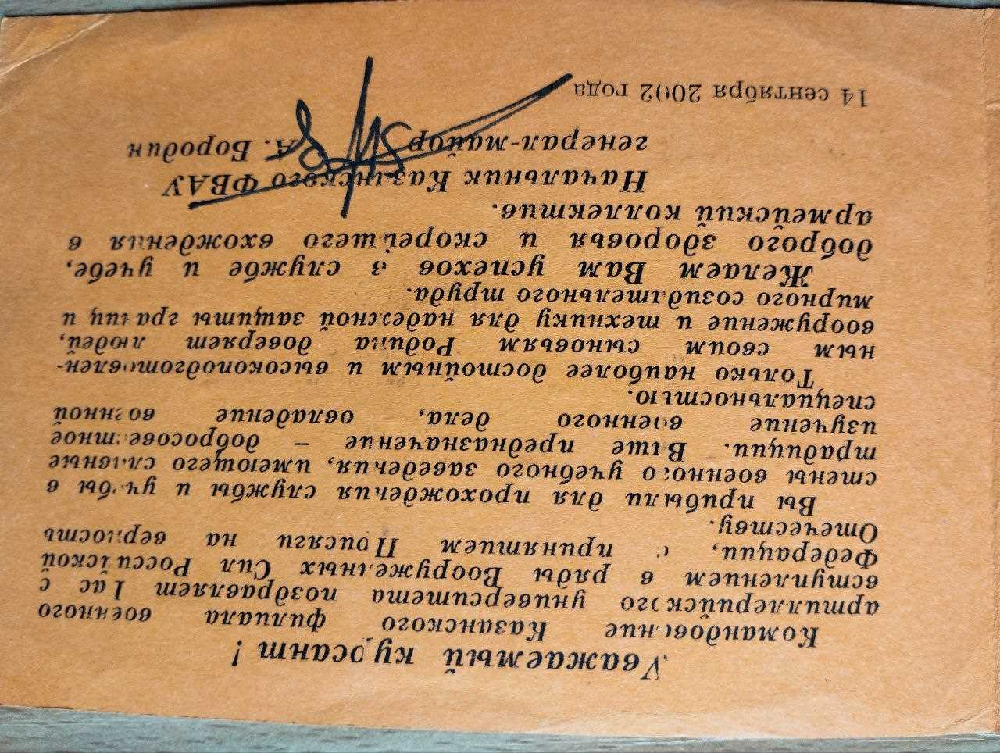 Уважаемый курсант !
Командование Казанского филиала военного
артиллерийского университета поздравляет Вас с
вступлением в ряды Вооруженных Сил Российской
Федерации, с принятием Присяги на верность
Отечеству.
Вы прибыли для прохождения службы и учебы в
стены военного учебного заведения, имеющего славные
традиции. Ваше предназначение – добросовестное
изучение военного дела, овладение военной
специальностью.
Только наиболее достойным и высокоподготовлен-
ным своим сыновьям Родина доверяет людей,
вооружение и технику для надежной защиты границ и
мирного созидательного труда.
Желаем Вам успехов в службе и учебе,
доброго здоровья и скорейшего вхождения в
армейский коллектив.
Начальник Казанского ФВАУ
генерал-майор А. Бородин
14 сентября 2002 года